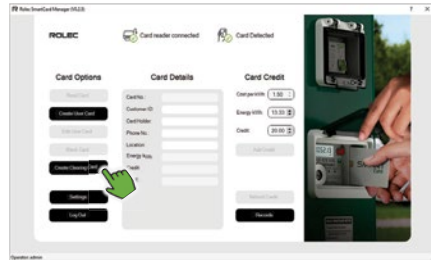 Rolec SmartCard Manager (V0.2.0)
ROLEC
Card reader connected
Card Detected
Card Options
Card Details
Card Credit
Read Card
Create User Card
Edit User Card
Create Clearing Card
Settings
Log Out
Card No.:
Customer ID:
Card Holder:
Phone No.:
Location
Energy
Credit
Cost per kWh:
1.50
Energy kWh:
13.33
Credit:
20.00
Add Credit
Refund Credit
Records
Operator: admin